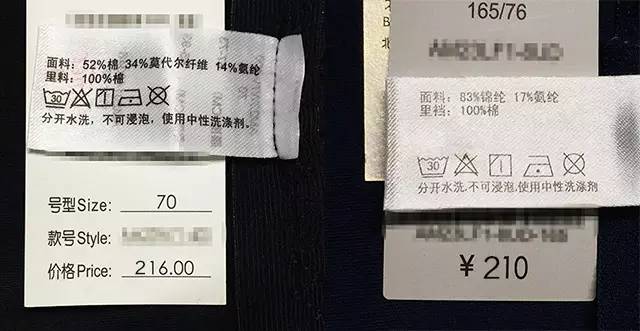 面料：52%棉 34%莫代尔纤维 14%氨纶
里料：100%棉
30
分开水洗，不可浸泡，使用中性洗涤剂。
号型Size: 70
款号Style:
价格Price: 216.00
165/76
面料：83%锦纶 17%氨纶
里裆：100%棉
30
分开水洗，不可浸泡，使用中性洗涤剂
¥210